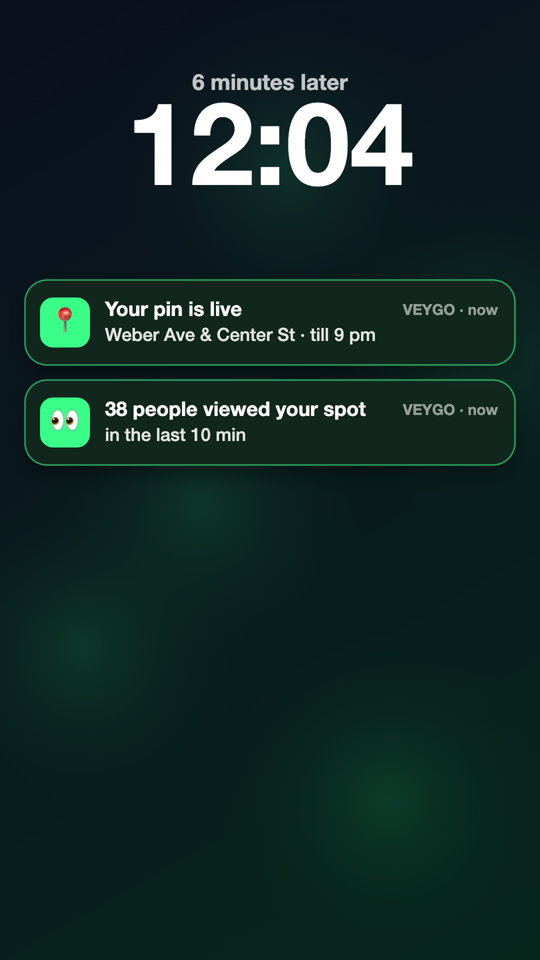 6 minutes later
12:04
Your pin is live
VEYGO · now
Weber Ave & Center St · till 9 pm
38 people viewed your spot
VEYGO · now
in the last 10 min